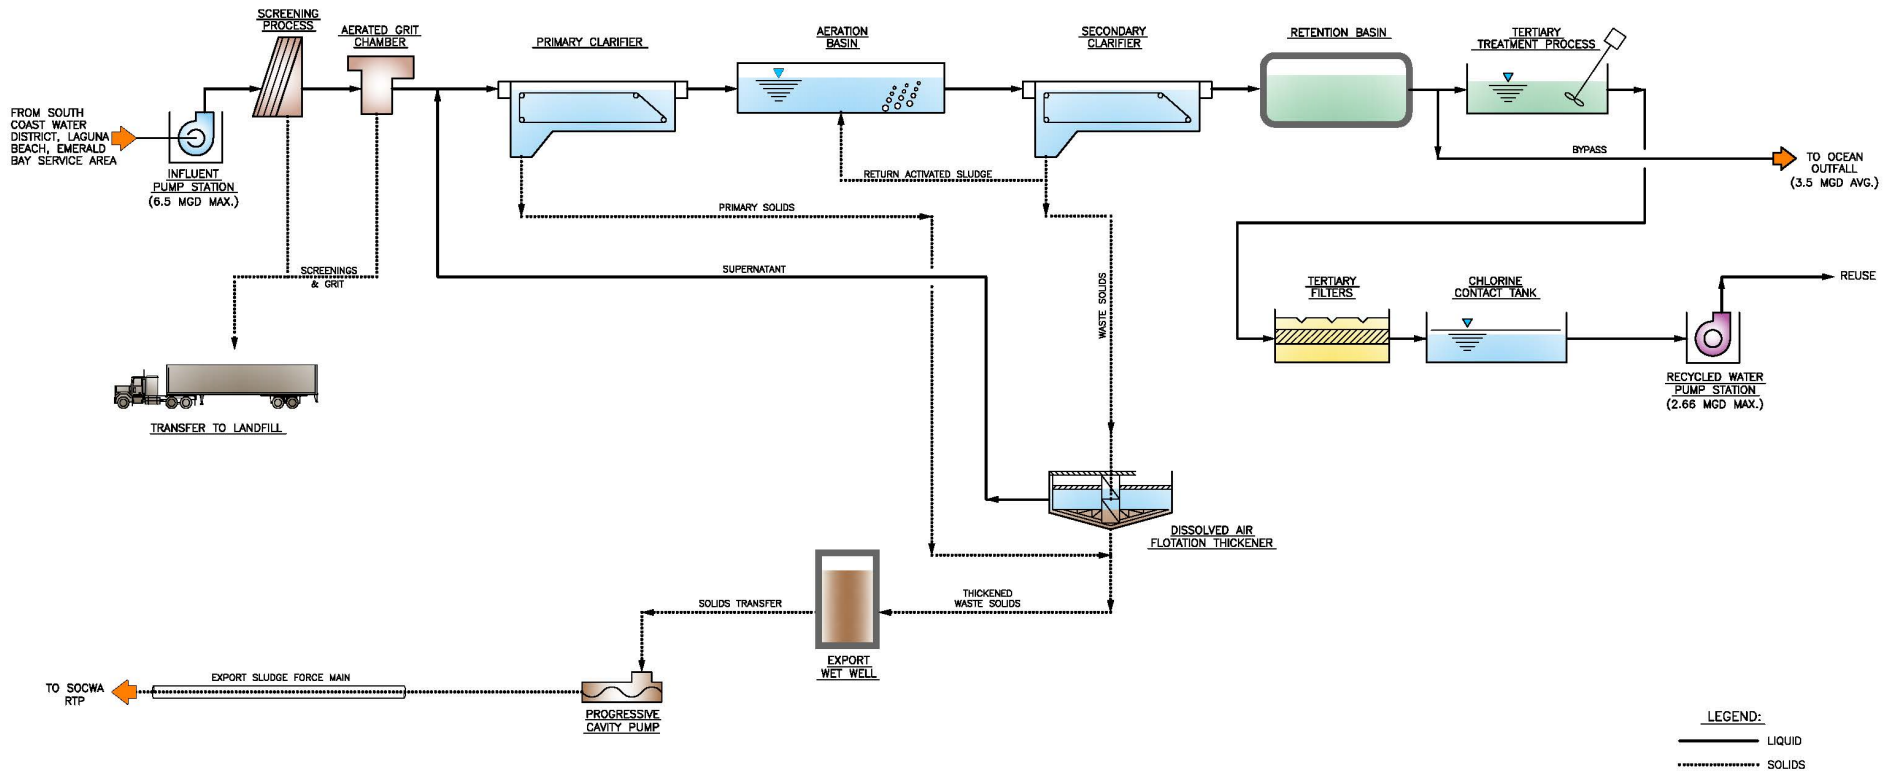 SCREENING
PROCESS
AERATED GRIT
CHAMBER
PRIMARY CLARIFIER
AERATION
BASIN
SECONDARY
CLARIFIER
RETENTION BASIN
TERTIARY
TREATMENT PROCESS
FROM SOUTH
COAST WATER
DISTRICT, LAGUNA
BEACH, EMERALD
BAY SERVICE AREA
INFLUENT
PUMP STATION
(6.5 MGD MAX.)
RETURN ACTIVATED SLUDGE
BYPASS
TO OCEAN
OUTFALL
(3.5 MGD AVG.)
PRIMARY SOLIDS
SCREENINGS
& GRIT
SUPERNATANT
WASTE SOLIDS
TERTIARY
FILTERS
CHLORINE
CONTACT TANK
REUSE
RECYCLED WATER
PUMP STATION
(2.66 MGD MAX.)
TRANSFER TO LANDFILL
DISSOLVED AIR
FLOTATION THICKENER
SOLIDS TRANSFER
THICKENED
WASTE SOLIDS
EXPORT
WET WELL
TO SOCWA
RTP
EXPORT SLUDGE FORCE MAIN
PROGRESSIVE
CAVITY PUMP
LEGEND:
LIQUID
SOLIDS